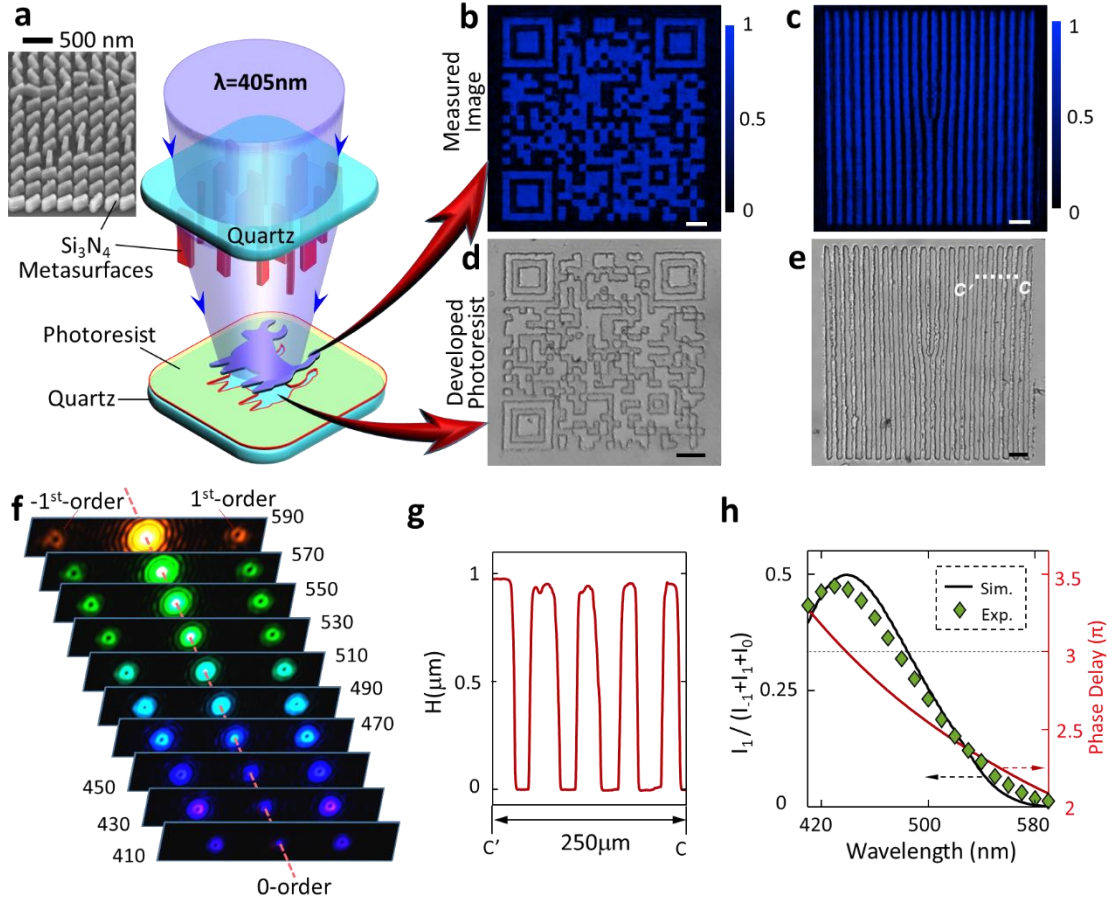 a
500 nm
λ=405nm
Quartz
Si₃N₄
Metasurfaces
Photoresist
Quartz
b
Measured
Image
1
0.5
0
c
1
0.5
0
d
Developed
Photoresist
e
C′
C
f
-1ˢᵗ-order
1ˢᵗ-order
590
570
550
530
510
490
470
450
430
410
0-order
g
H(μm)
1
0.5
0
C′
250μm
C
h
I₁ / (I₋₁+I₁+I₀)
0.5
0.25
0
Sim.
Exp.
3.5
3
2.5
2
Phase Delay (π)
420
500
580
Wavelength (nm)